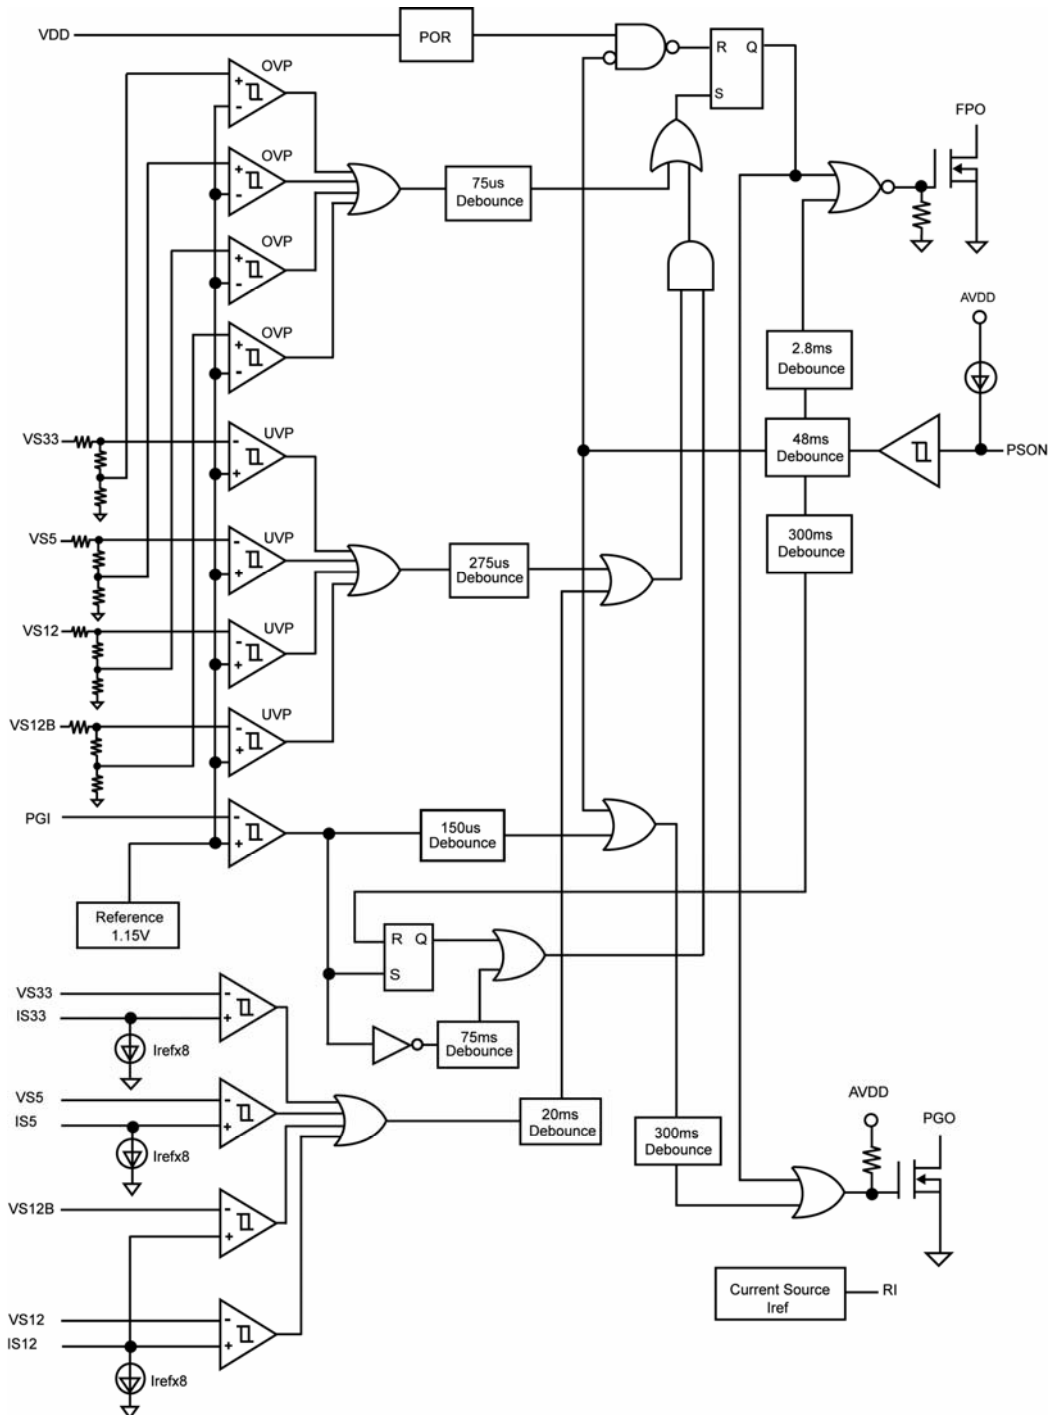 VDD
POR
R Q
S
OVP
+
-
FPO
OVP
+
-
75us
Debounce
OVP
+
-
AVDD
OVP
+
-
2.8ms
Debounce
VS33
UVP
-
+
48ms
Debounce
PSON
VS5
UVP
-
+
275us
Debounce
300ms
Debounce
VS12
UVP
-
+
VS12B
UVP
-
+
PGI
-
+
150us
Debounce
Reference
1.15V
R Q
S
VS33
-
IS33
+
Irefx8
75ms
Debounce
VS5
-
IS5
+
Irefx8
20ms
Debounce
300ms
Debounce
AVDD
PGO
VS12B
-
+
Current Source
Iref
RI
VS12
-
IS12
+
Irefx8